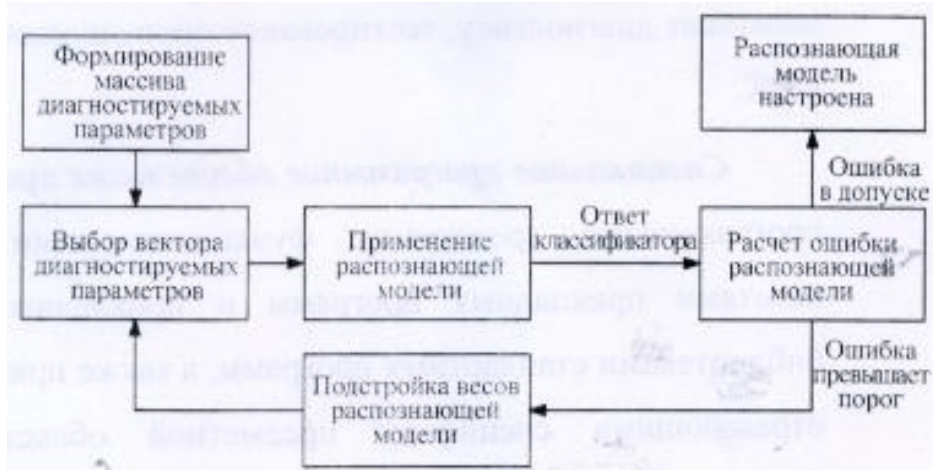 Формирование
массива
диагностируемых
параметров
Распознающая
модель
настроена
Ошибка
в допуске
Выбор вектора
диагностируемых
параметров
Применение
распознающей
модели
Ответ
классификатора
Расчет ошибки
распознающей
модели
Ошибка
превышает
порог
Подстройка весов
распознающей
модели